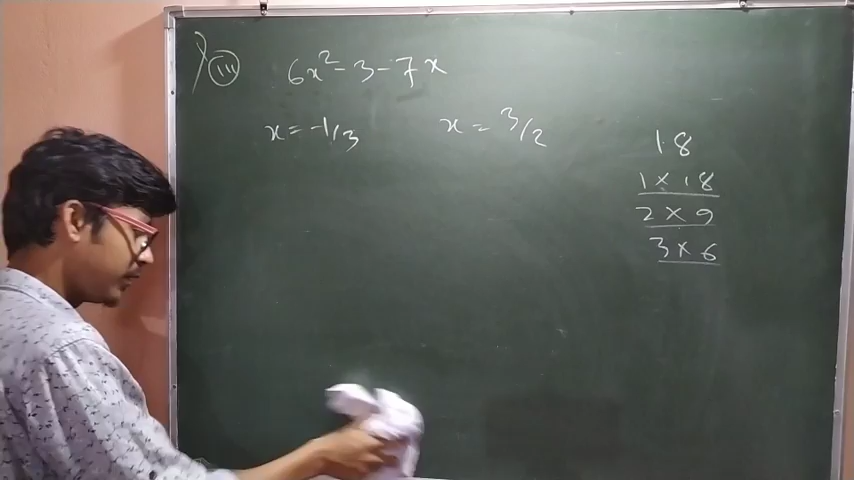 (iii) 6x² - 3 - 7x
x = -1/3 x = 3/2
18
1 × 18
2 × 9
3 × 6